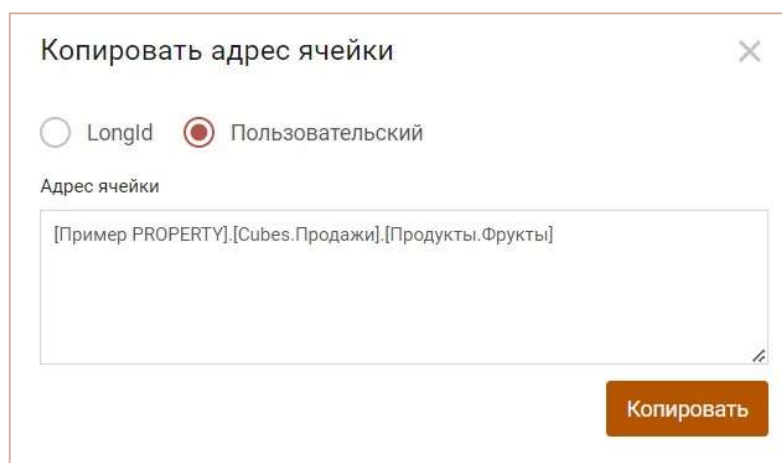 Копировать адрес ячейки
LongId Пользовательский
Адрес ячейки
[Пример PROPERTY].[Cubes.Продажи].[Продукты.Фрукты]
Копировать